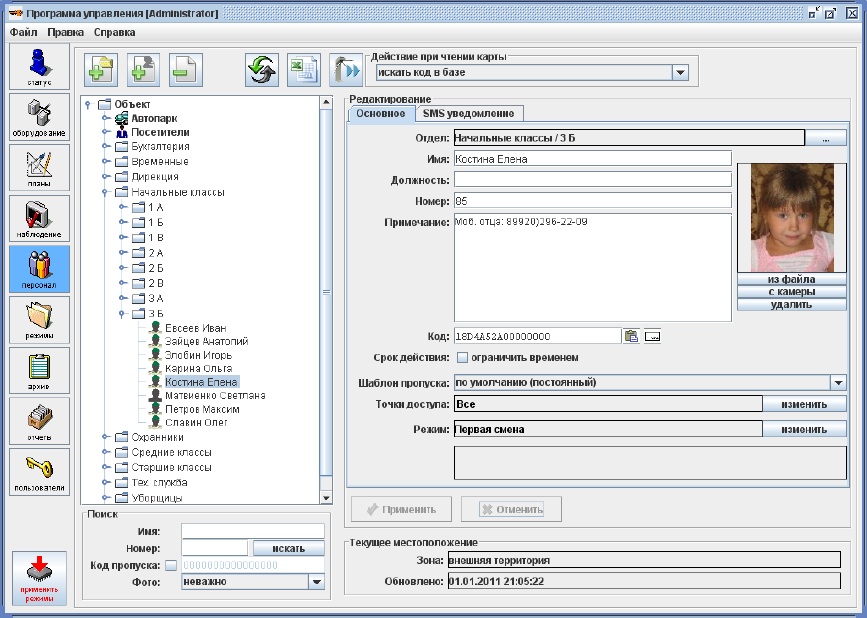 Программа управления [Administrator]
Файл Правка Справка
статус
оборудование
планы
наблюдение
персонал
режимы
архив
отчеты
пользователи
применить
режимы
Действие при чтении карты
искать код в базе
Объект
Автопарк
Посетители
Бухгалтерия
Временные
Дирекция
Начальные классы
1 А
1 Б
1 В
2 А
2 Б
2 В
3 А
3 Б
Евсеев Иван
Зайцев Анатолий
Злобин Игорь
Карина Ольга
Костина Елена
Матвиенко Светлана
Петров Максим
Славин Олег
Охранники
Средние классы
Старшие классы
Тех. служба
Уборщицы
Поиск
Имя:
Номер: искать
Код пропуска: 0000000000000000
Фото: неважно
Редактирование
Основное SMS уведомление
Отдел: Начальные классы / 3 Б ...
Имя: Костина Елена
Должность:
Номер: 85
Примечание: Моб. отца: 89920)296-22-09
из файла
с камеры
удалить
Код: 18D4A52A00000000
Срок действия: ограничить временем
Шаблон пропуска: по умолчанию (постоянный)
Точки доступа: Все изменить
Режим: Первая смена изменить
Применить Отменить
Текущее местоположение
Зона: внешняя территория
Обновлено: 01.01.2011 21:05:22